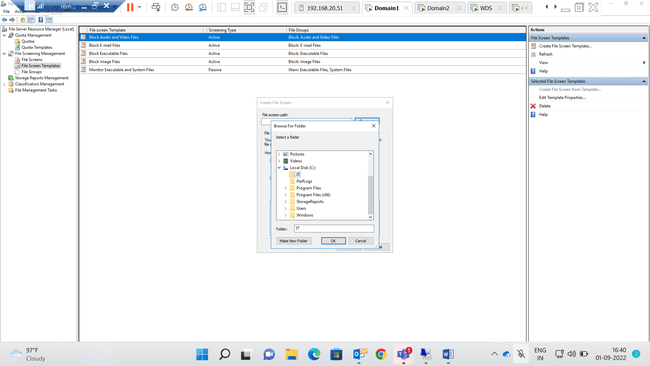 rem...
192.168.20.51
Domain1
Domain2
WDS
File
Action
File Server Resource Manager (Local)
Quota Management
Quotas
Quota Templates
File Screening Management
File Screens
File Screen Templates
File Groups
Storage Reports Management
Classification Management
File Management Tasks
File Screen Template
Screening Type
File Groups
Block Audio and Video Files
Active
Block: Audio and Video Files
Block E-mail Files
Active
Block: E-mail Files
Block Executable Files
Active
Block: Executable Files
Block Image Files
Active
Block: Image Files
Monitor Executable and System Files
Passive
Warn: Executable Files, System Files
Create File Screen
File screen path:
Browse For Folder
Select a folder
Pictures
Videos
Local Disk (C:)
IT
PerfLogs
Program Files
Program Files (x86)
StorageReports
Users
Windows
Folder:
IT
Make New Folder
OK
Cancel
Actions
File Screen Templates
Create File Screen Template...
Refresh
View
Help
Selected File Screen Templates
Create File Screen from Template...
Edit Template Properties...
Delete
Help
97°F
Cloudy
1
ENG
IN
16:40
01-09-2022